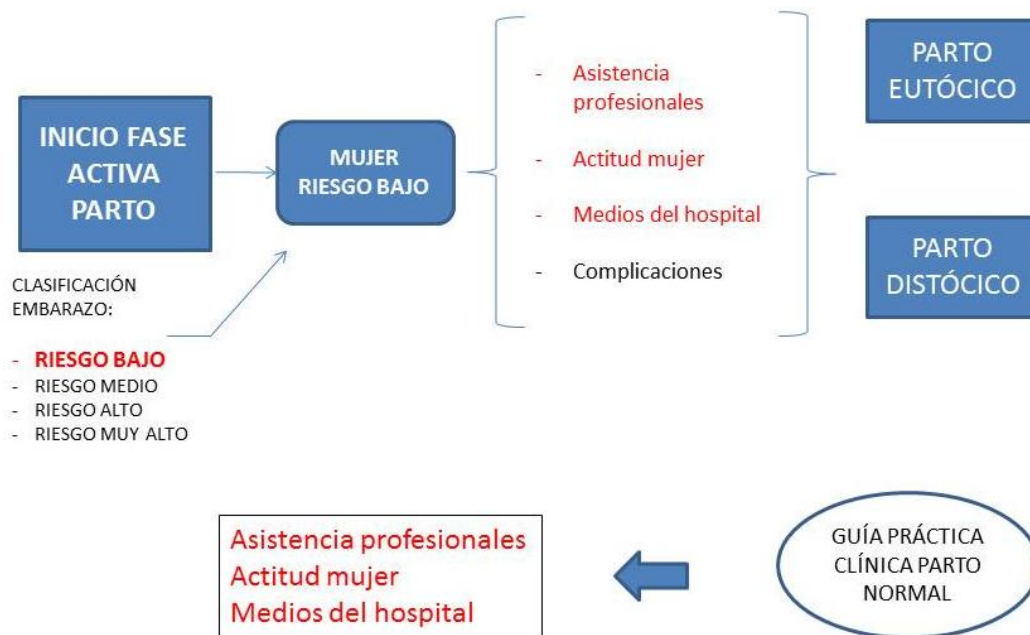 INICIO FASE
ACTIVA
PARTO
MUJER
RIESGO BAJO
- Asistencia
profesionales
- Actitud mujer
- Medios del hospital
- Complicaciones
PARTO
EUTÓCICO
PARTO
DISTÓCICO
CLASIFICACIÓN
EMBARAZO:
- RIESGO BAJO
- RIESGO MEDIO
- RIESGO ALTO
- RIESGO MUY ALTO
Asistencia profesionales
Actitud mujer
Medios del hospital
GUÍA PRÁCTICA
CLÍNICA PARTO
NORMAL